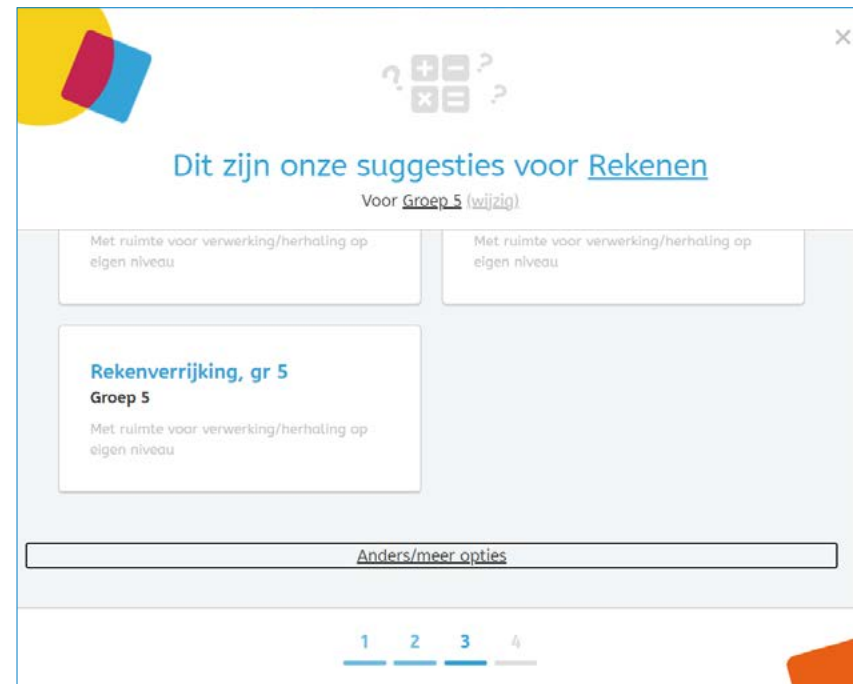 Dit zijn onze suggesties voor Rekenen
Voor Groep 5 (wijzig)
Met ruimte voor verwerking/herhaling op
eigen niveau
Met ruimte voor verwerking/herhaling op
eigen niveau
Rekenverrijking, gr 5
Groep 5
Met ruimte voor verwerking/herhaling op
eigen niveau
Anders/meer opties
1 2 3 4